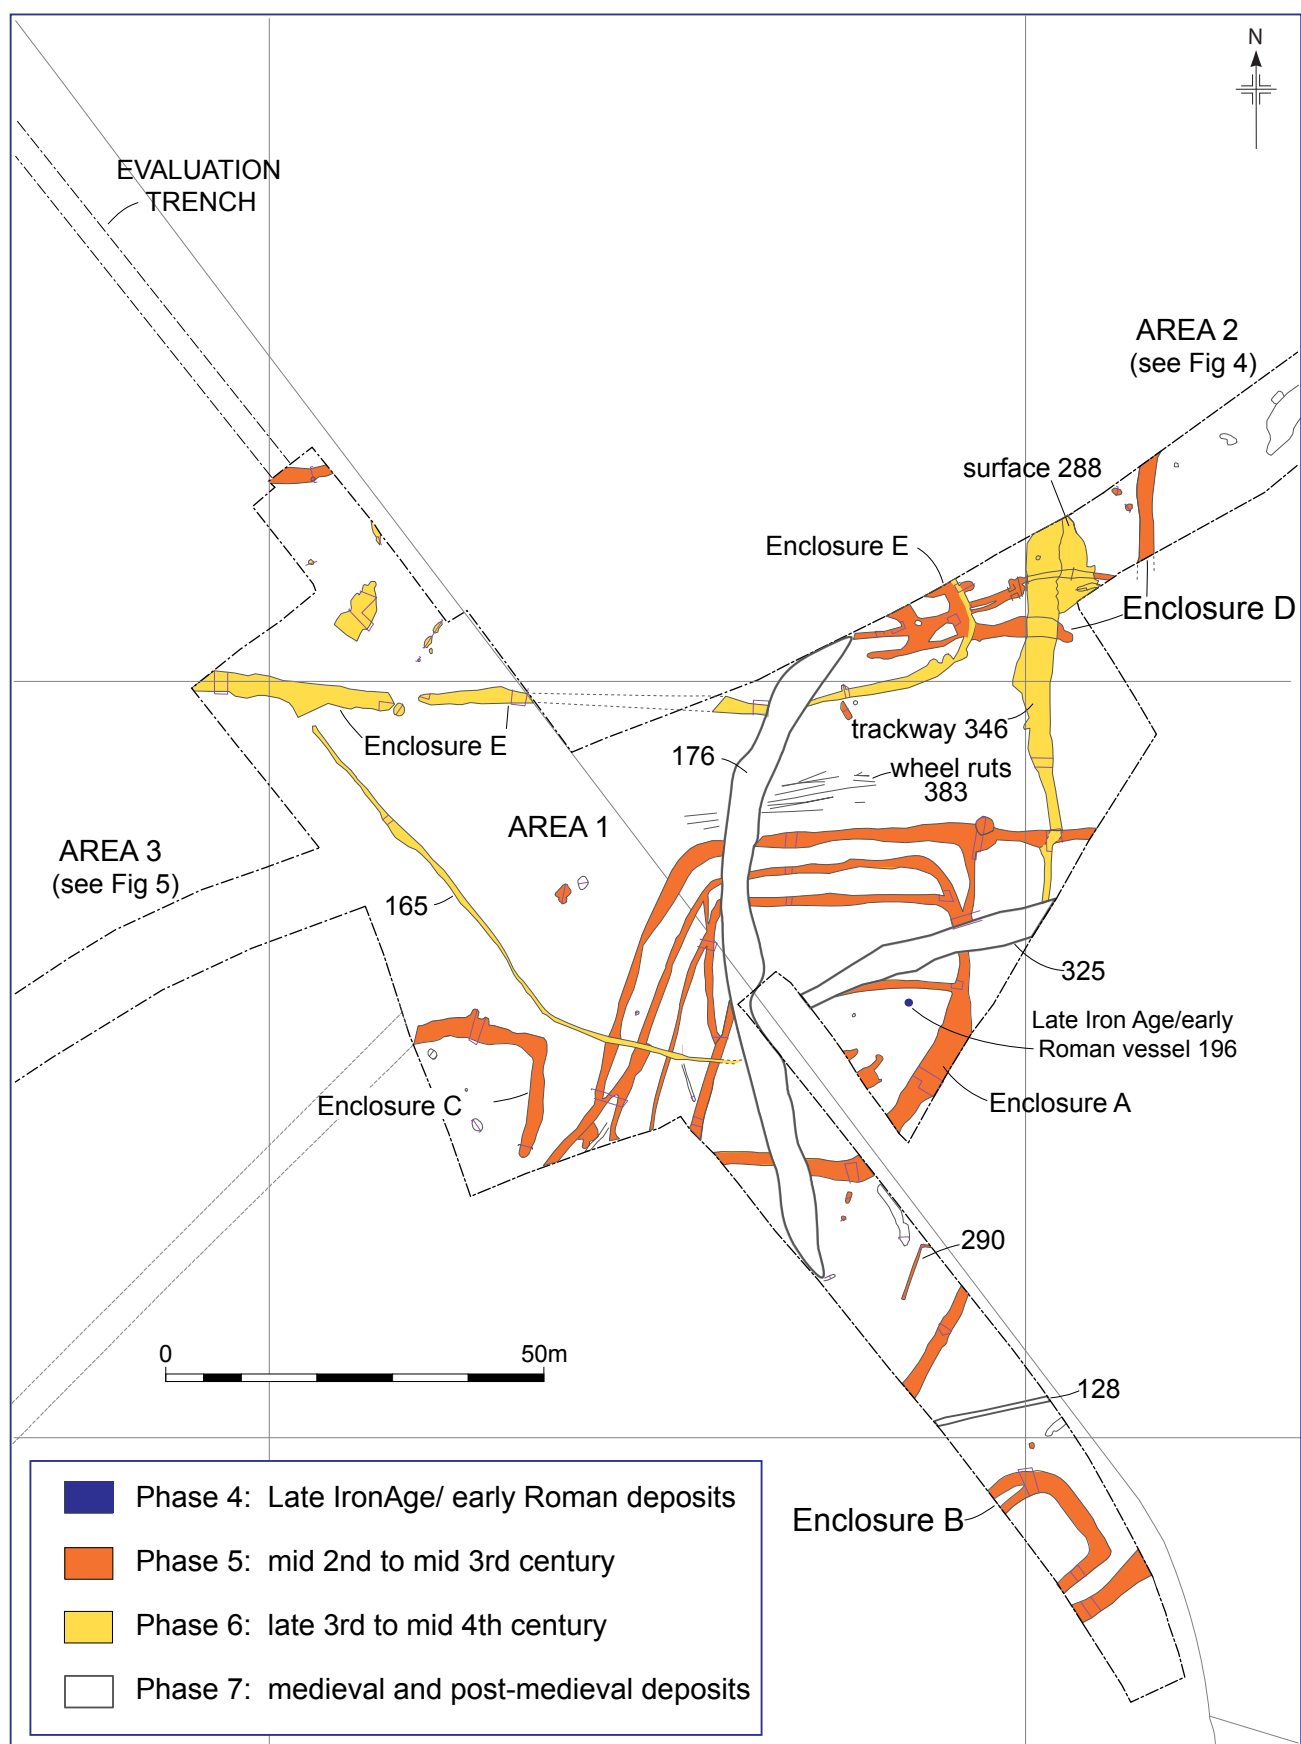 N
EVALUATION
TRENCH
AREA 2
(see Fig 4)
surface 288
Enclosure E
Enclosure D
trackway 346
Enclosure E
176
wheel ruts
383
AREA 1
AREA 3
(see Fig 5)
165
325
Late Iron Age/early
Roman vessel 196
Enclosure C
Enclosure A
290
0 50m
128
Enclosure B
Phase 4: Late IronAge/ early Roman deposits
Phase 5: mid 2nd to mid 3rd century
Phase 6: late 3rd to mid 4th century
Phase 7: medieval and post-medieval deposits